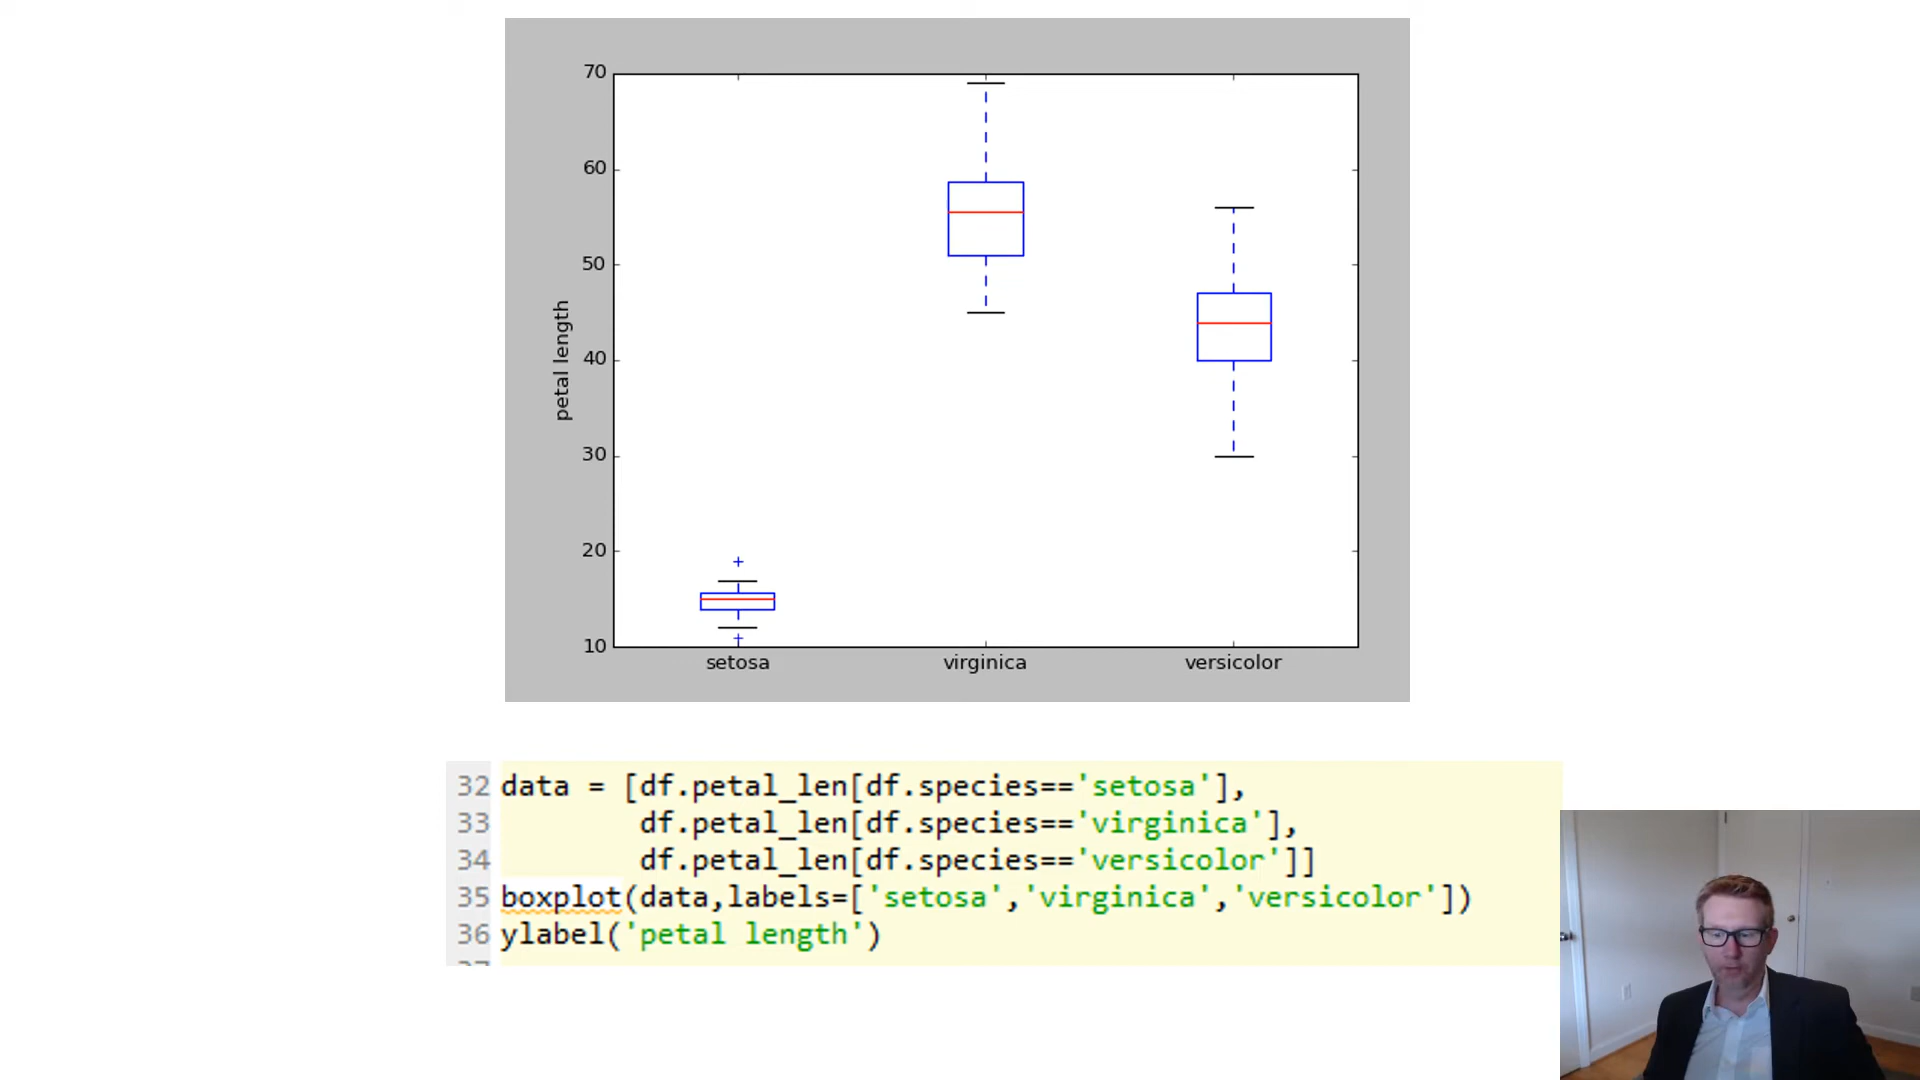 70
60
50
40
30
20
10
petal length
setosa virginica versicolor
32 data = [df.petal_len[df.species=='setosa'],
33 df.petal_len[df.species=='virginica'],
34 df.petal_len[df.species=='versicolor']]
35 boxplot(data,labels=['setosa','virginica','versicolor'])
36 ylabel('petal length')